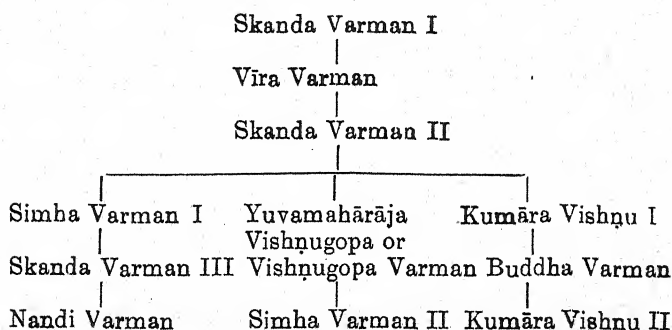 Skanda Varman I
Vīra Varman
Skanda Varman II
Simha Varman I Yuvamahārāja Kumāra Vishṇu I
Vishṇugopa or
Skanda Varman III Vishṇugopa Varman Buddha Varman
Nandi Varman Simha Varman II Kumāra Vishṇu II